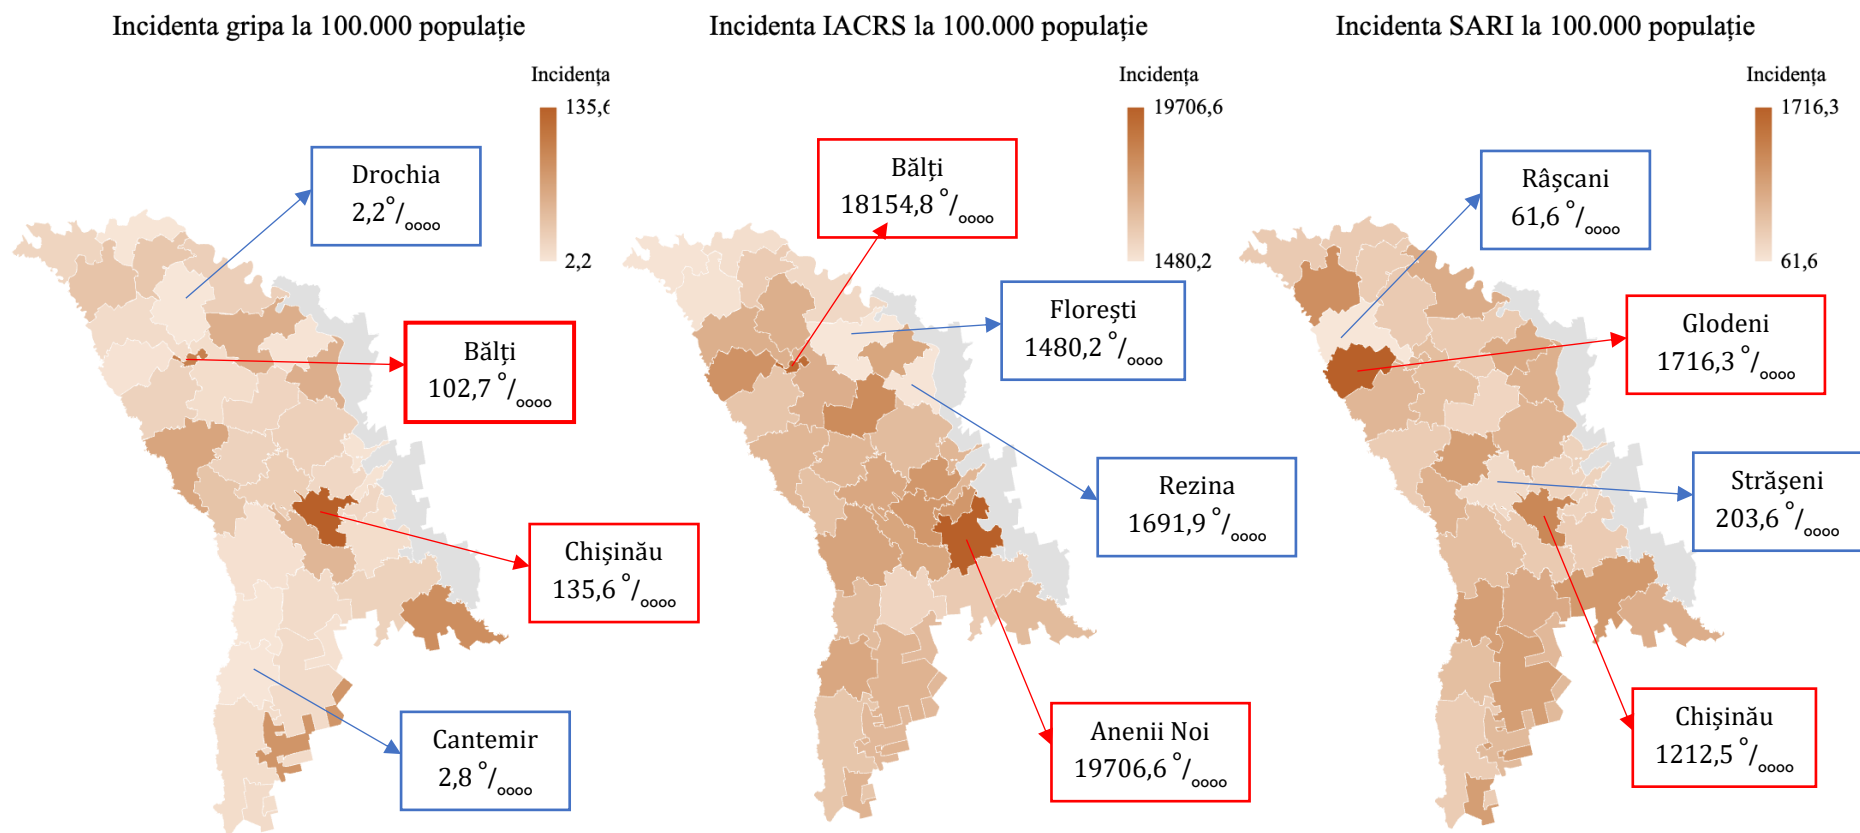 Incidenta gripa la 100.000 populație
Incidența
135,6
2,2
Drochia
2,2°/oooo
Bălți
102,7°/oooo
Chișinău
135,6 °/oooo
Cantemir
2,8 °/oooo
Incidenta IACRS la 100.000 populație
Incidența
19706,6
1480,2
Bălți
18154,8 °/oooo
Florești
1480,2 °/oooo
Rezina
1691,9 °/oooo
Anenii Noi
19706,6 °/oooo
Incidenta SARI la 100.000 populație
Incidența
1716,3
61,6
Râșcani
61,6 °/oooo
Glodeni
1716,3 °/oooo
Strășeni
203,6 °/oooo
Chișinău
1212,5 °/oooo